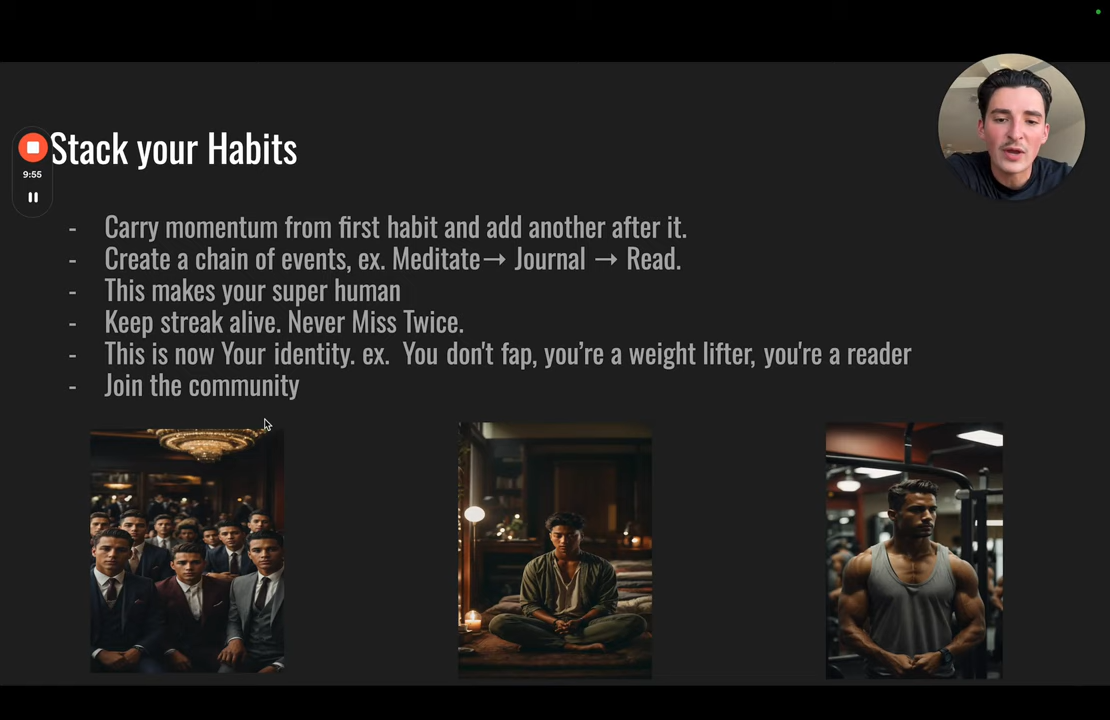 Stack your Habits
9:55
- Carry momentum from first habit and add another after it.
- Create a chain of events, ex. Meditate→ Journal → Read.
- This makes your super human
- Keep streak alive. Never Miss Twice.
- This is now Your identity. ex. You don't fap, you’re a weight lifter, you're a reader
- Join the community